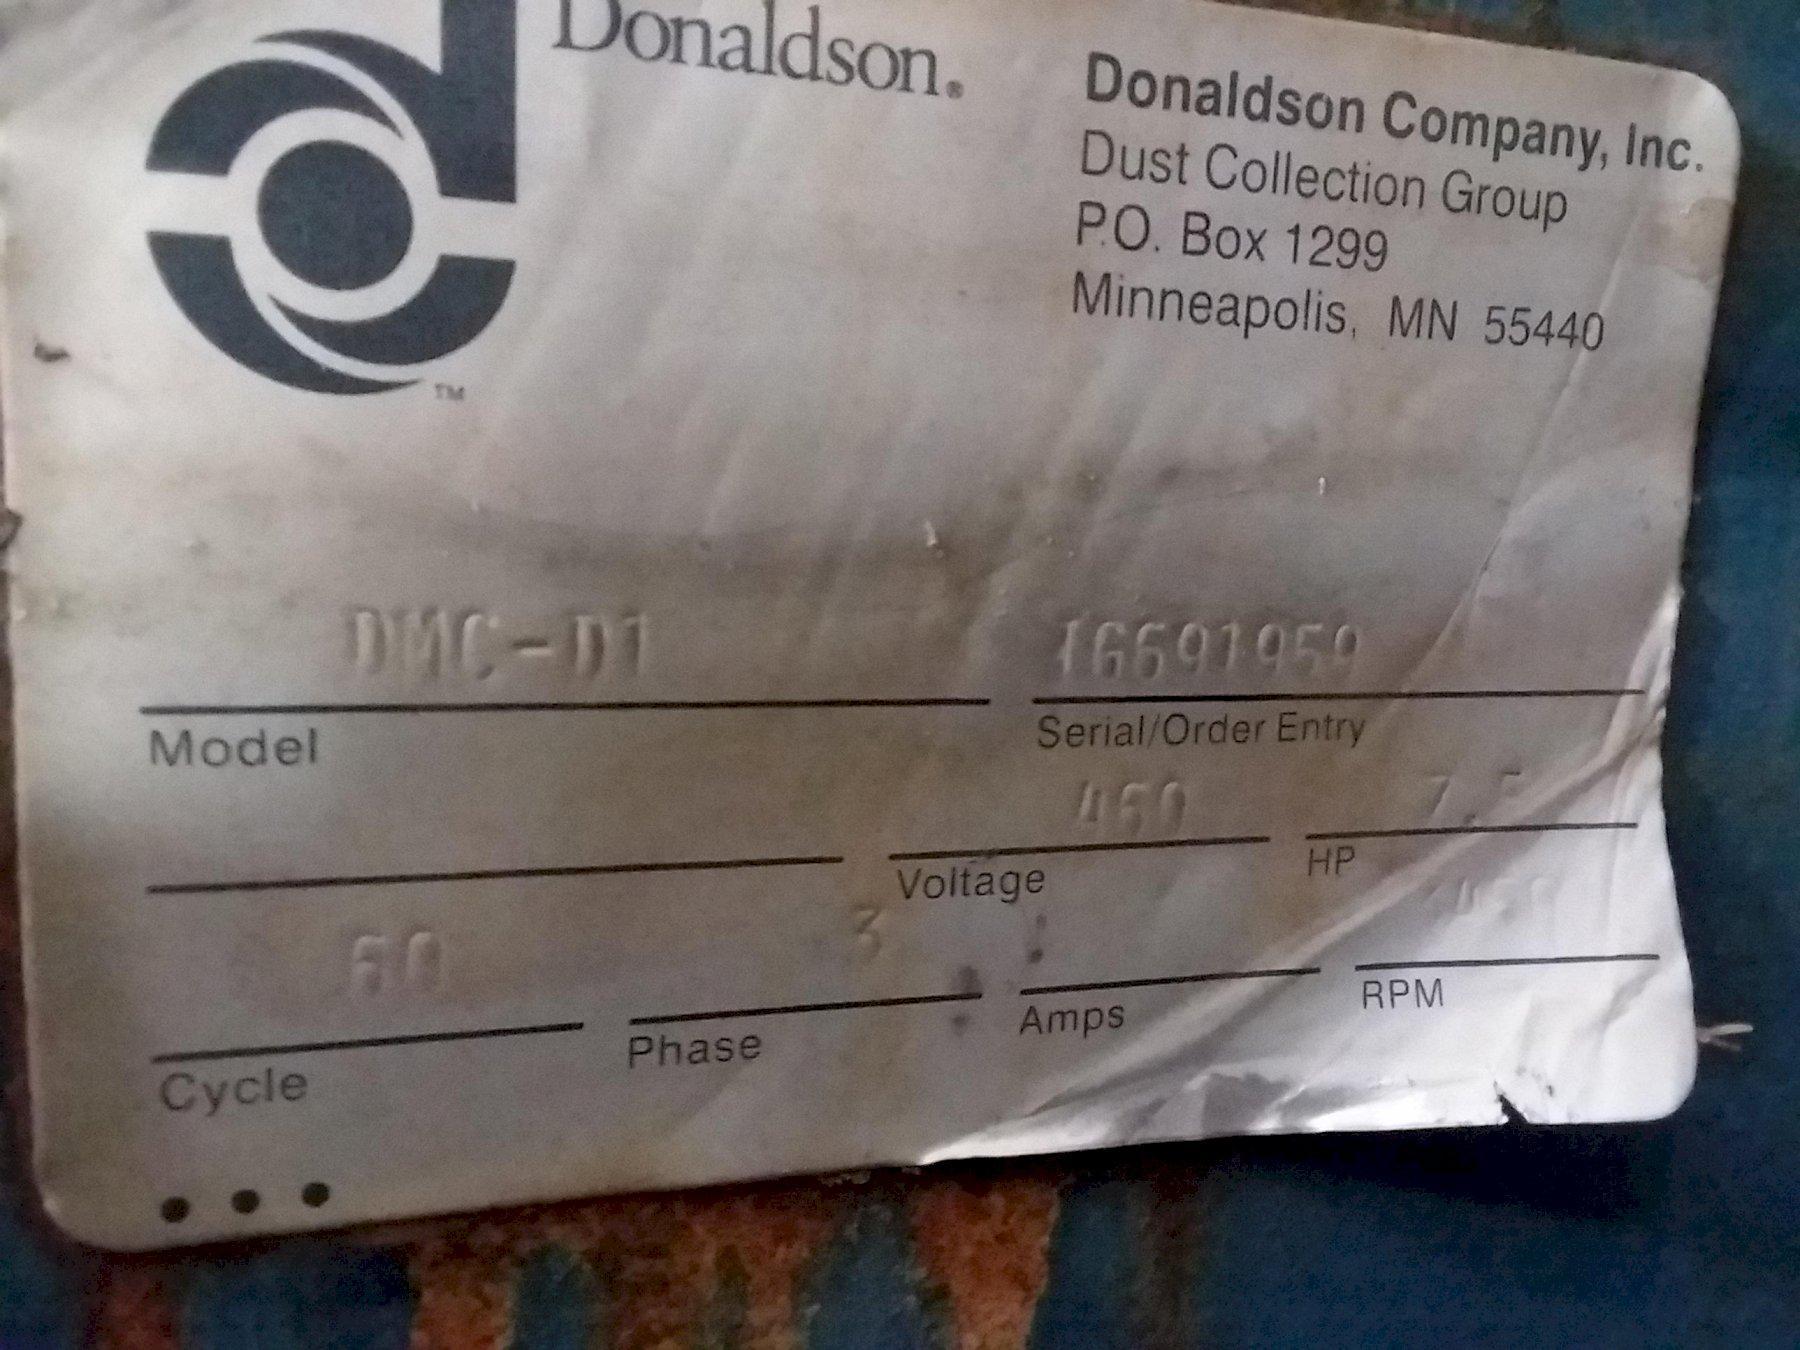 Donaldson.
Donaldson Company, Inc.
Dust Collection Group
P.O. Box 1299
Minneapolis, MN 55440
TM
DMC-D1
16691959
Model
Serial/Order Entry
460
Voltage
HP
60
3
Cycle
Phase
Amps
RPM